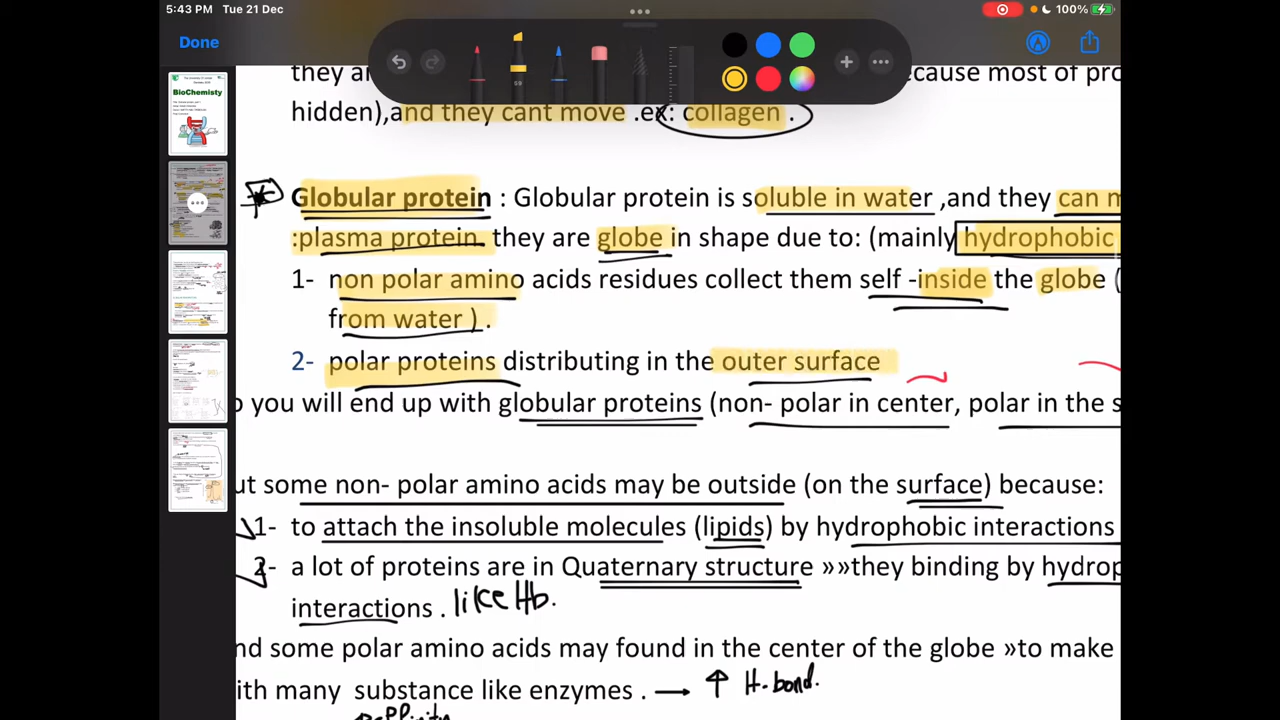 5:43 PM Tue 21 Dec
100%
Done
BioChemisty
they ar
cause most of pro
hidden),and they cant move .ex: collagen .
Globular protein : Globular protein is soluble in water ,and they can m
:plasma protein. they are globe in shape due to: (mainly hydrophobic
1- non polar amino acids residues collect them self -inside the globe (
from water ) .
2- polar proteins distributing in the outer surface
o you will end up with globular proteins (non- polar in center, polar in the s
ut some non- polar amino acids may be outside (on the surface) because:
1- to attach the insoluble molecules (lipids) by hydrophobic interactions
2- a lot of proteins are in Quaternary structure »»they binding by hydrop
interactions . like Hb.
nd some polar amino acids may found in the center of the globe »to make
ith many substance like enzymes . → ↑ H-bond.